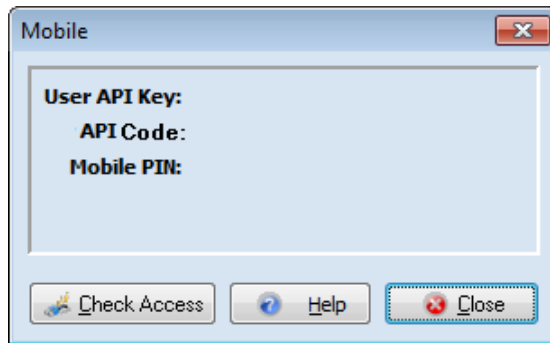 Mobile
User API Key:
API Code:
Mobile PIN:
Check Access Help Close